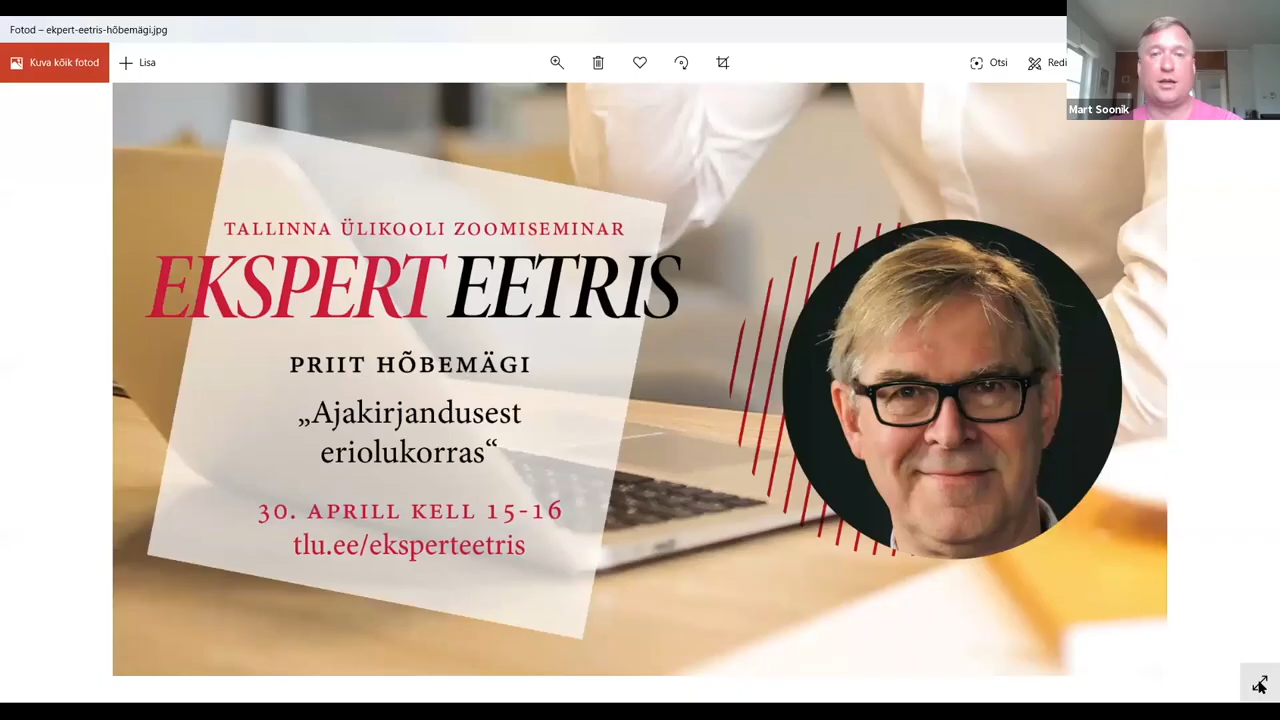 Fotod – ekpert-eetris-hõbemägi.jpg
Kuva kõik fotod
Lisa
Otsi
Redi
Mart Soonik
TALLINNA ÜLIKOOLI ZOOMISEMINAR
EKSPERT EETRIS
PRIIT HÕBEMÄGI
„Ajakirjandusest
eriolukorras“
30. APRILL KELL 15-16
tlu.ee/eksperteetris